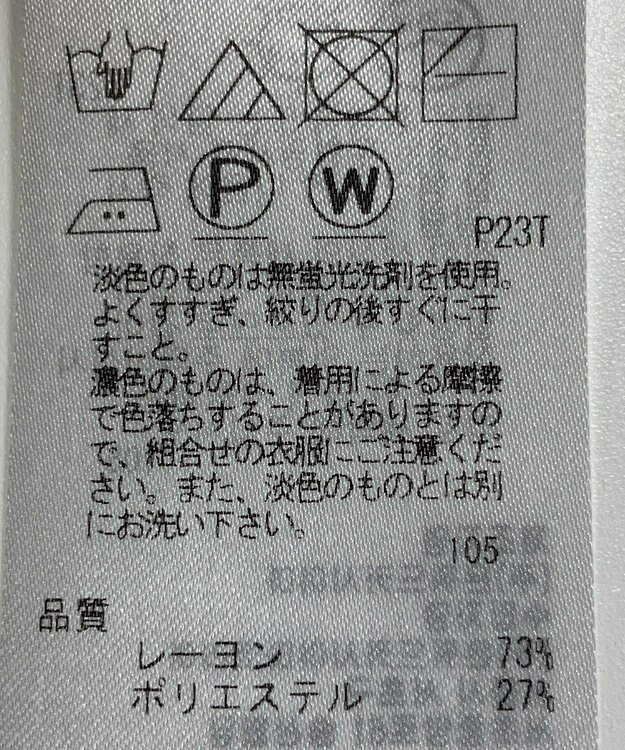 P
W
P23T
淡色のものは無蛍光洗剤を使用。
よくすすぎ、絞りの後すぐに干
すこと。
濃色のものは、着用による摩擦
で色落ちすることがありますの
で、組合せの衣服にご注意くだ
さい。また、淡色のものとは別
にお洗い下さい。
105
品質
レーヨン 73%
ポリエステル 27%